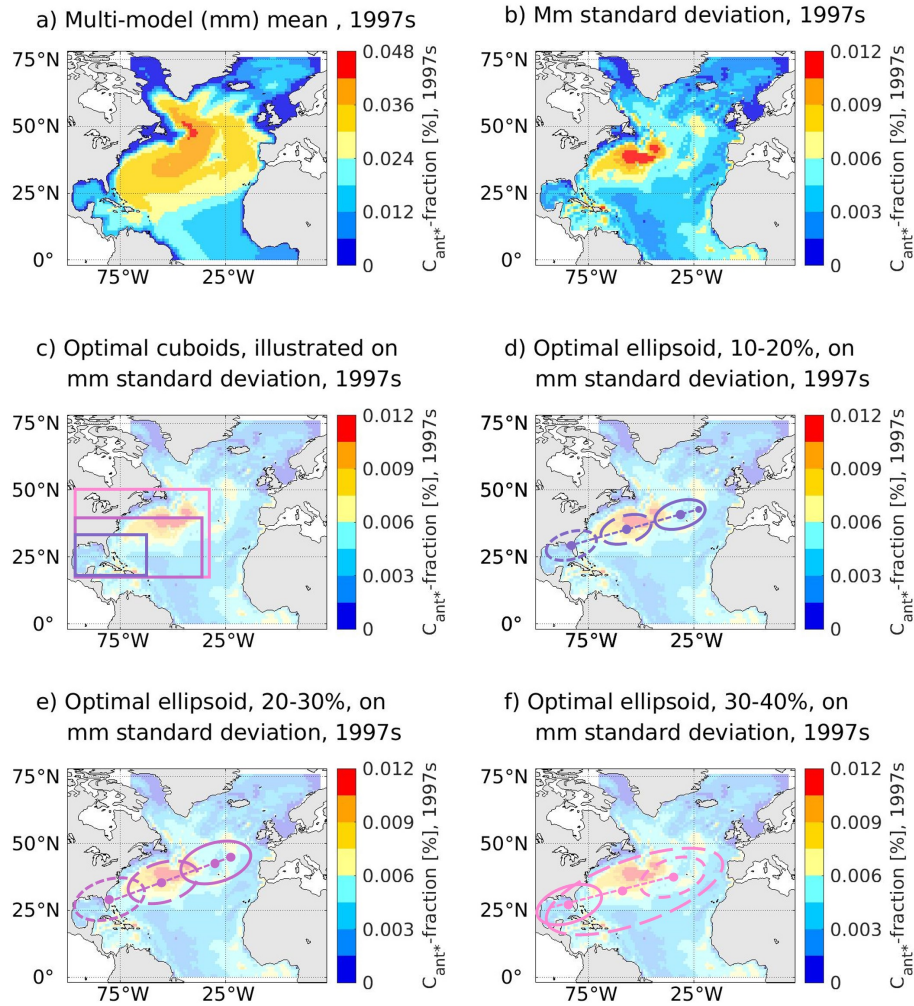 a) Multi-model (mm) mean , 1997s
75°N
50°N
25°N
0°
75°W
25°W
0.048
0.036
0.024
0.012
0
Cant*-fraction [%], 1997s
b) Mm standard deviation, 1997s
75°N
50°N
25°N
0°
75°W
25°W
0.012
0.009
0.006
0.003
0
Cant*-fraction [%], 1997s
c) Optimal cuboids, illustrated on
mm standard deviation, 1997s
75°N
50°N
25°N
0°
75°W
25°W
0.012
0.009
0.006
0.003
0
Cant*-fraction [%], 1997s
d) Optimal ellipsoid, 10-20%, on
mm standard deviation, 1997s
75°N
50°N
25°N
0°
75°W
25°W
0.012
0.009
0.006
0.003
0
Cant*-fraction [%], 1997s
e) Optimal ellipsoid, 20-30%, on
mm standard deviation, 1997s
75°N
50°N
25°N
0°
75°W
25°W
0.012
0.009
0.006
0.003
0
Cant*-fraction [%], 1997s
f) Optimal ellipsoid, 30-40%, on
mm standard deviation, 1997s
75°N
50°N
25°N
0°
75°W
25°W
0.012
0.009
0.006
0.003
0
Cant*-fraction [%], 1997s